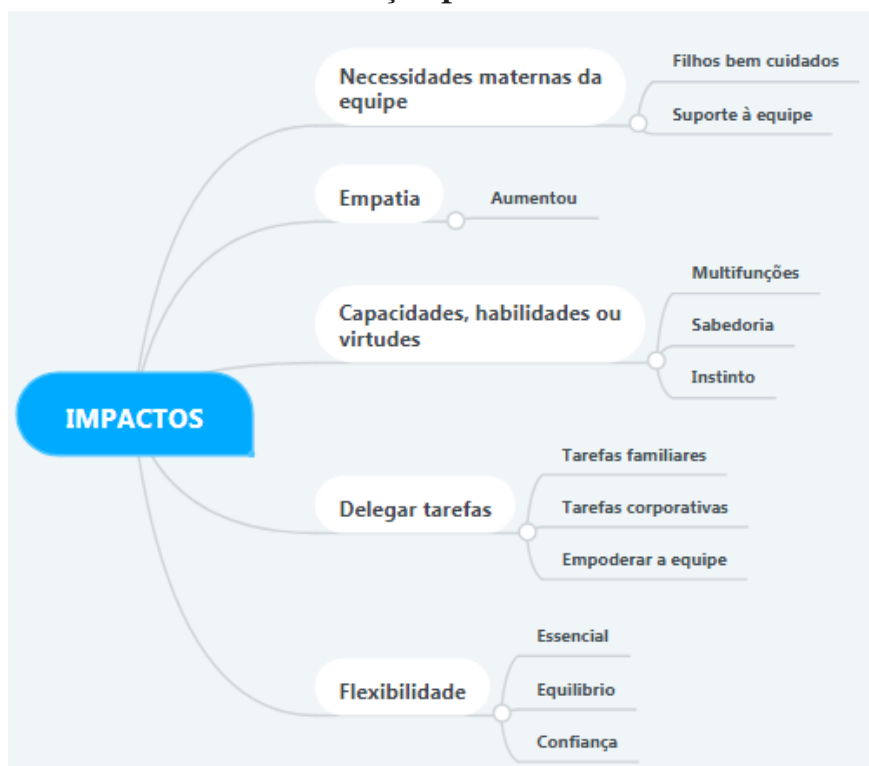 Necessidades maternas da
equipe
Filhos bem cuidados
Suporte à equipe
Empatia
Aumentou
Capacidades, habilidades ou
virtudes
Multifunções
Sabedoria
Instinto
IMPACTOS
Delegar tarefas
Tarefas familiares
Tarefas corporativas
Empoderar a equipe
Flexibilidade
Essencial
Equilibrio
Confiança